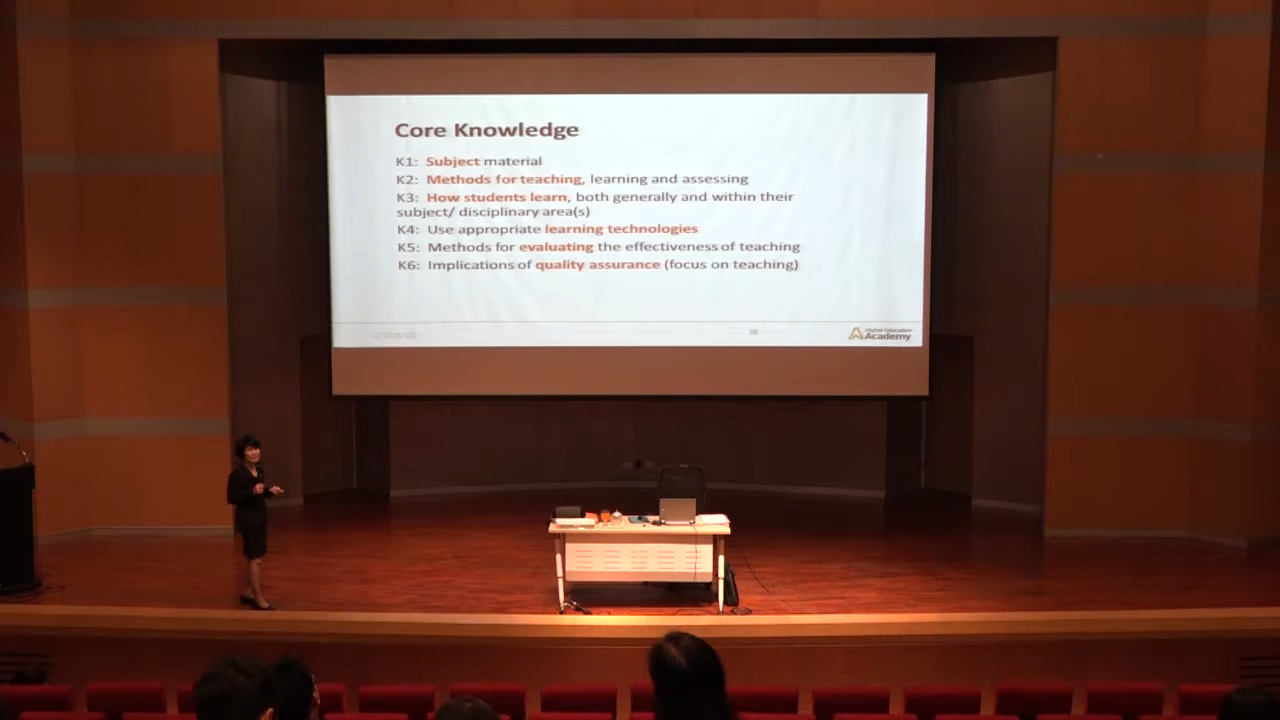 Core Knowledge
K1: Subject material
K2: Methods for teaching, learning and assessing
K3: How students learn, both generally and within their
subject/ disciplinary area(s)
K4: Use appropriate learning technologies
K5: Methods for evaluating the effectiveness of teaching
K6: Implications of quality assurance (focus on teaching)
Higher Education
Academy